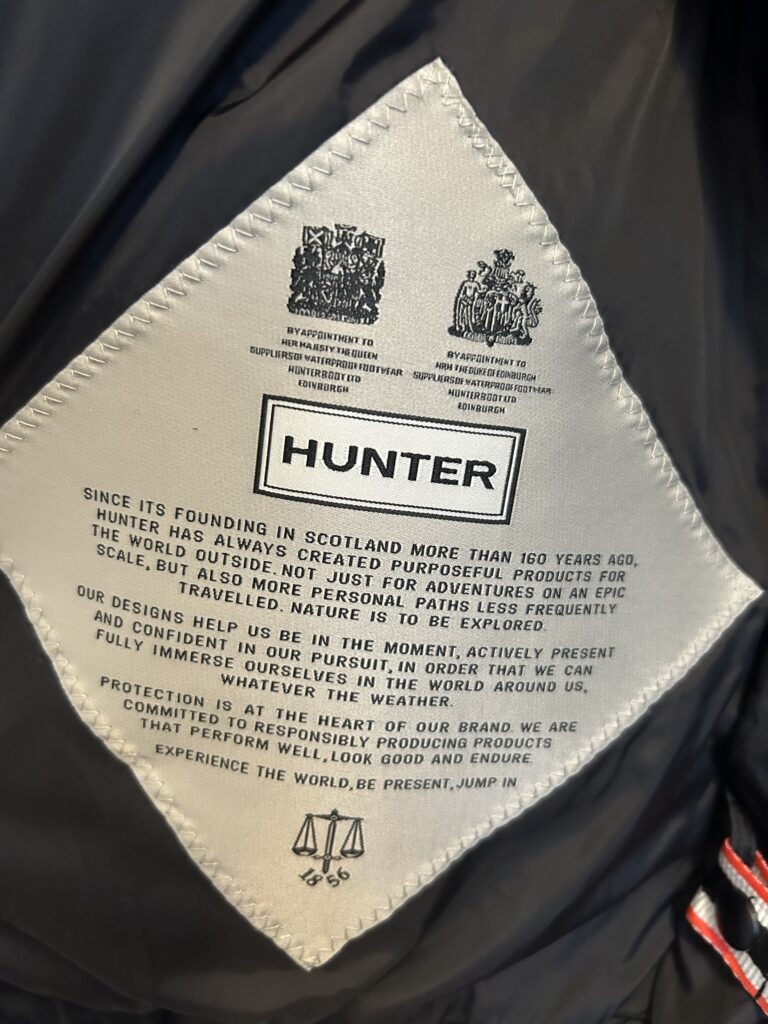 BY APPOINTMENT TO
HER MAJESTY THE QUEEN
SUPPLIERS OF WATERPROOF FOOTWEAR
HUNTER BOOT LTD
EDINBURGH
BY APPOINTMENT TO
HRH THE DUKE OF EDINBURGH
SUPPLIERS OF WATERPROOF FOOTWEAR
HUNTER BOOT LTD
EDINBURGH
HUNTER
SINCE ITS FOUNDING IN SCOTLAND MORE THAN 160 YEARS AGO,
HUNTER HAS ALWAYS CREATED PURPOSEFUL PRODUCTS FOR
THE WORLD OUTSIDE. NOT JUST FOR ADVENTURES ON AN EPIC
SCALE, BUT ALSO MORE PERSONAL PATHS LESS FREQUENTLY
TRAVELLED. NATURE IS TO BE EXPLORED.
OUR DESIGNS HELP US BE IN THE MOMENT, ACTIVELY PRESENT
AND CONFIDENT IN OUR PURSUIT, IN ORDER THAT WE CAN
FULLY IMMERSE OURSELVES IN THE WORLD AROUND US,
WHATEVER THE WEATHER.
PROTECTION IS AT THE HEART OF OUR BRAND. WE ARE
COMMITTED TO RESPONSIBLY PRODUCING PRODUCTS
THAT PERFORM WELL, LOOK GOOD AND ENDURE.
EXPERIENCE THE WORLD, BE PRESENT, JUMP IN
1856